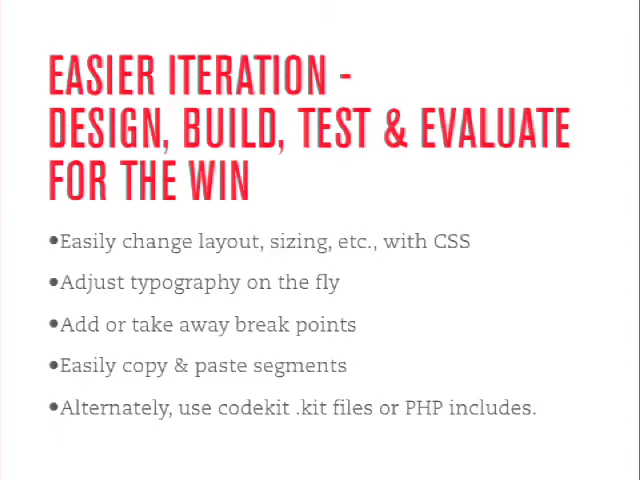 EASIER ITERATION -
DESIGN, BUILD, TEST & EVALUATE
FOR THE WIN
•Easily change layout, sizing, etc., with CSS
•Adjust typography on the fly
•Add or take away break points
•Easily copy & paste segments
•Alternately, use codekit .kit files or PHP includes.